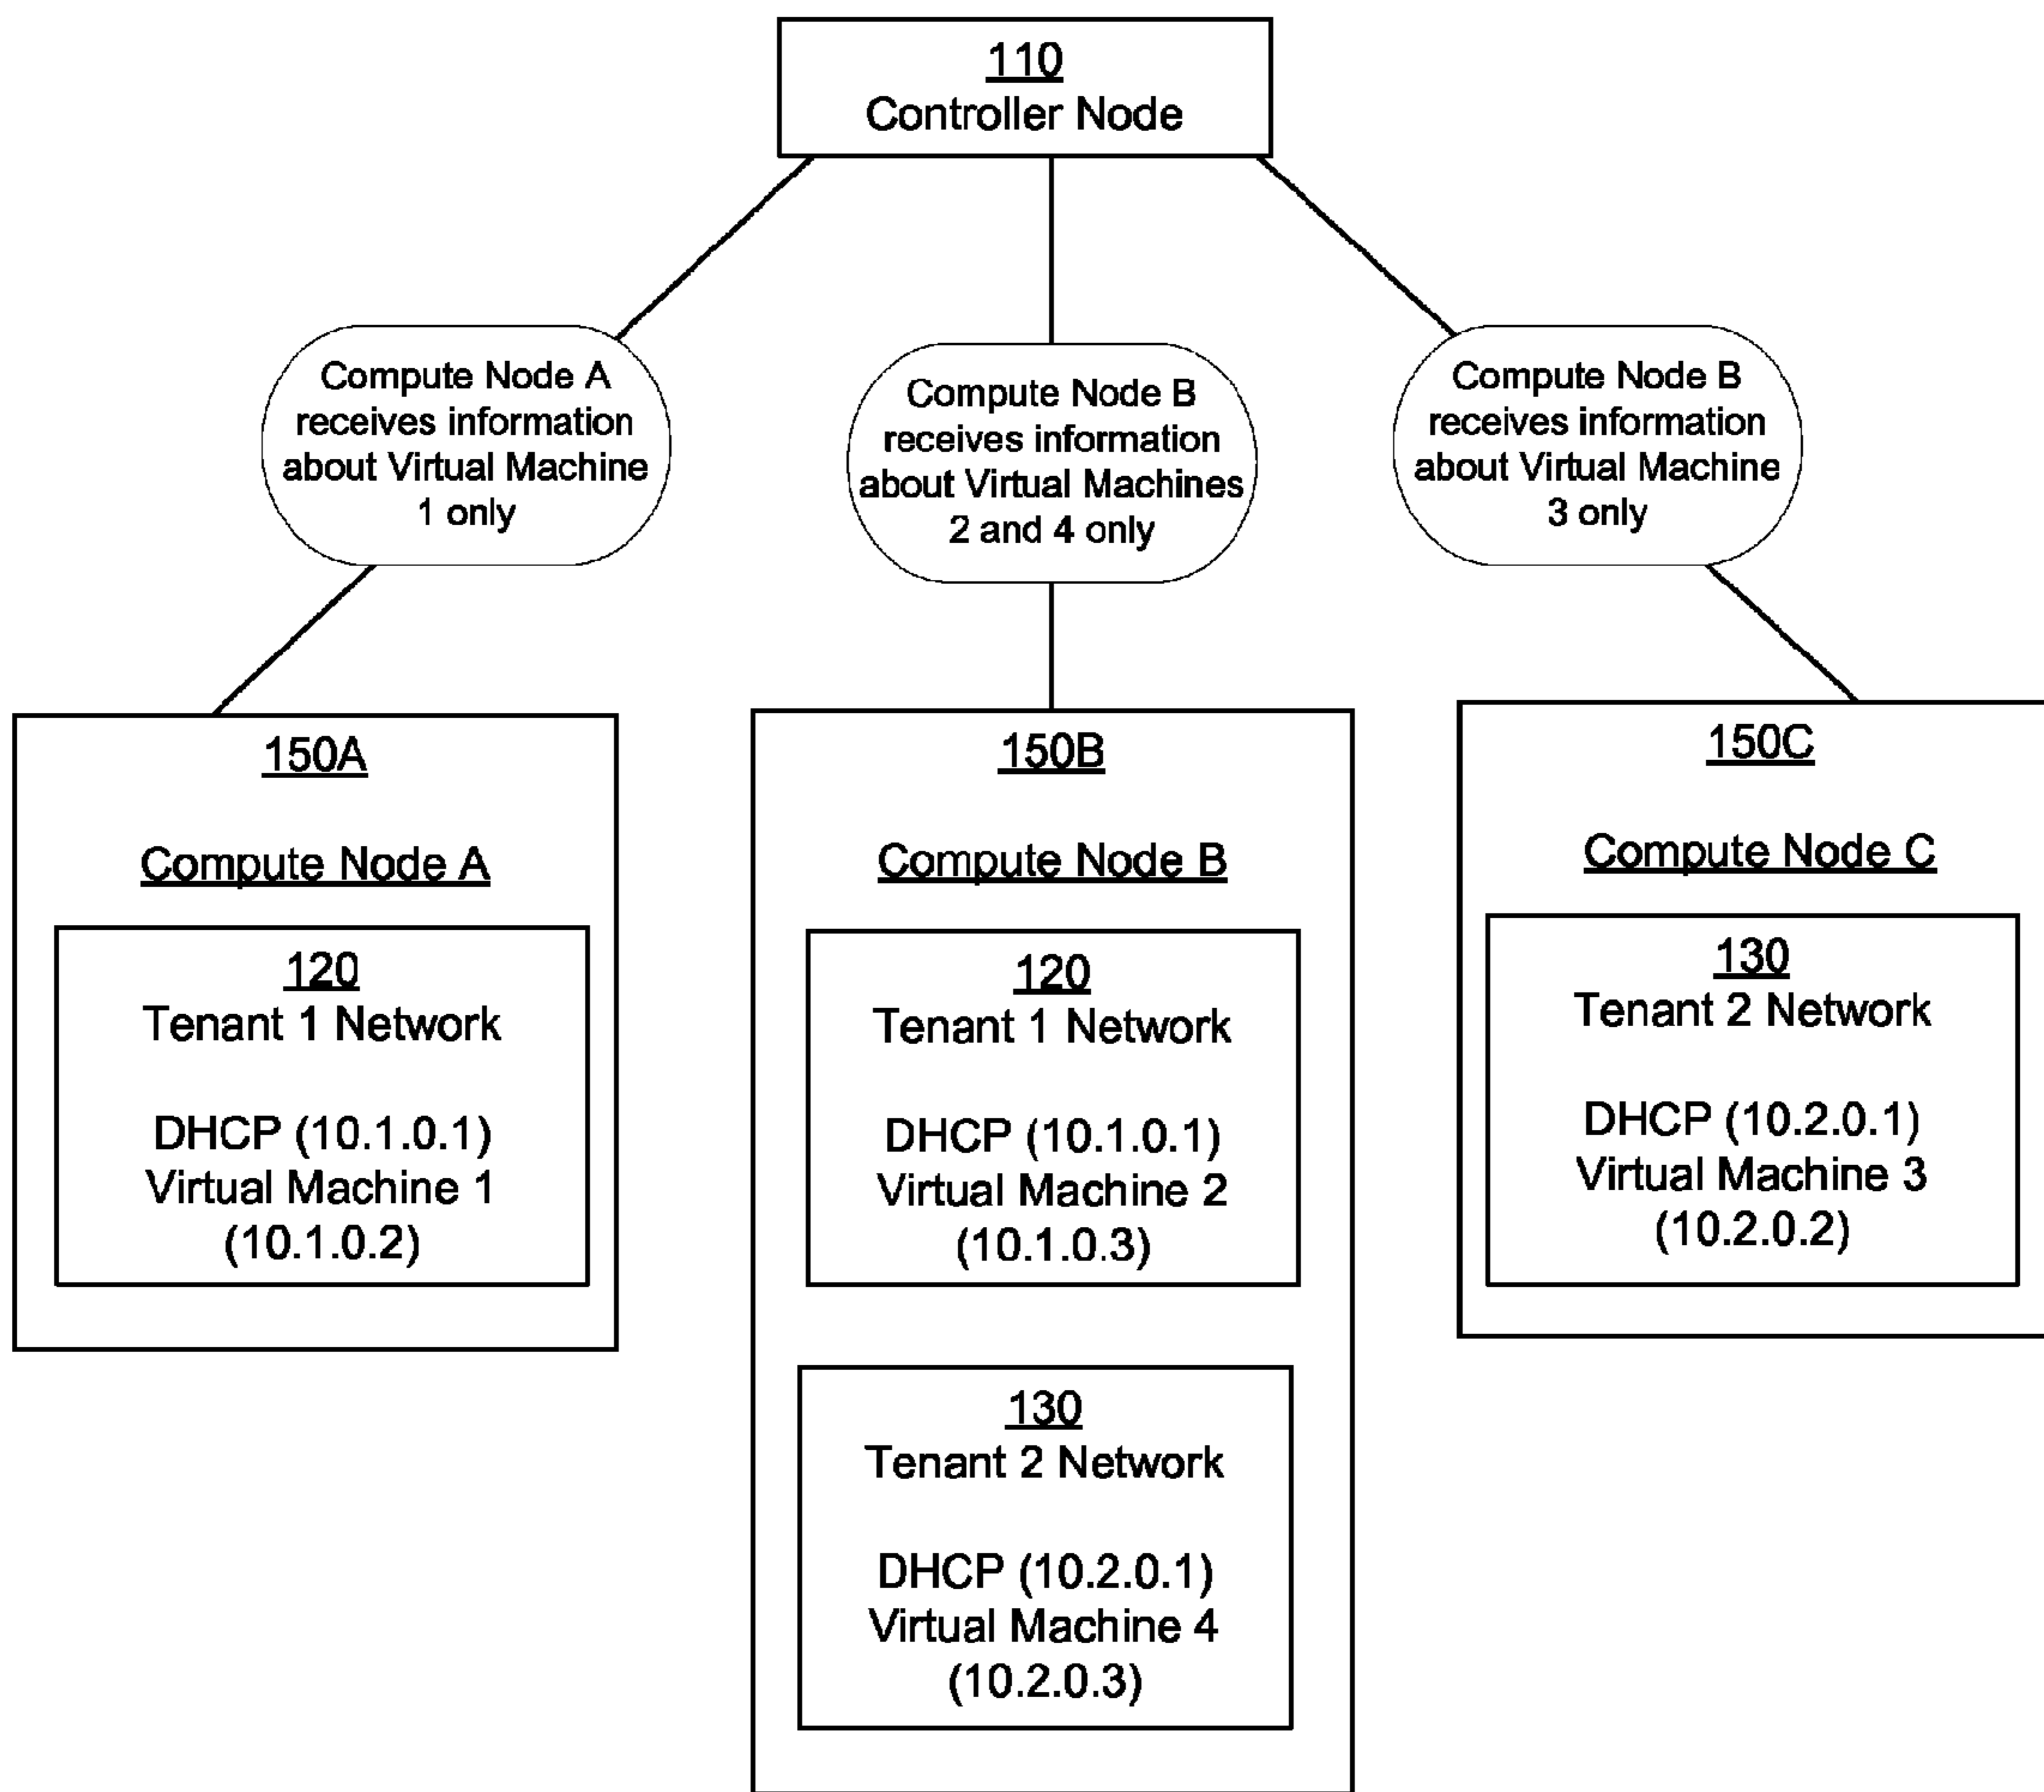 110
Controller Node
Compute Node A
receives information
about Virtual Machine
1 only
Compute Node B
receives information
about Virtual Machines
2 and 4 only
Compute Node B
receives information
about Virtual Machine
3 only
150A
Compute Node A
120
Tenant 1 Network
DHCP (10.1.0.1)
Virtual Machine 1
(10.1.0.2)
150B
Compute Node B
120
Tenant 1 Network
DHCP (10.1.0.1)
Virtual Machine 2
(10.1.0.3)
130
Tenant 2 Network
DHCP (10.2.0.1)
Virtual Machine 4
(10.2.0.3)
150C
Compute Node C
130
Tenant 2 Network
DHCP (10.2.0.1)
Virtual Machine 3
(10.2.0.2)